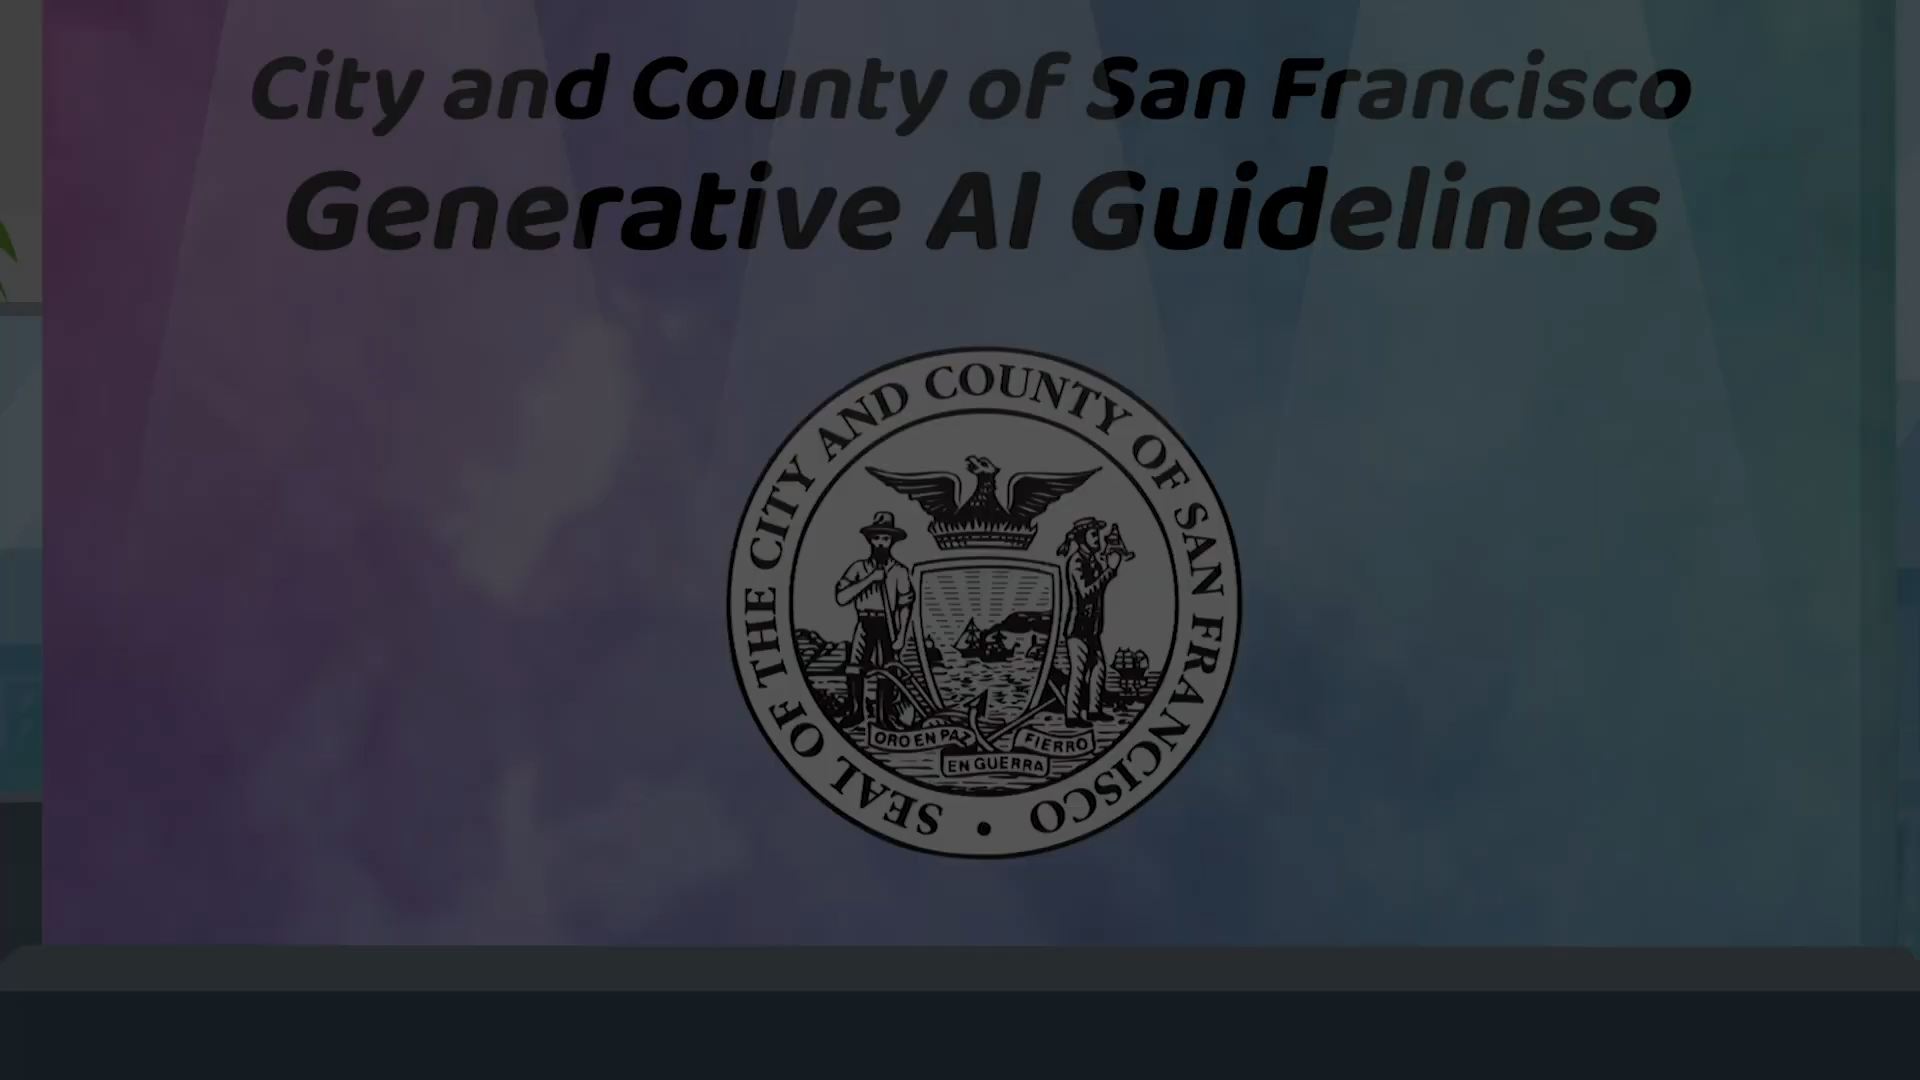 City and County of San Francisco
Generative AI Guidelines
SEAL OF THE CITY AND COUNTY OF SAN FRANCISCO
ORO EN PAZ
FIERRO
EN GUERRA